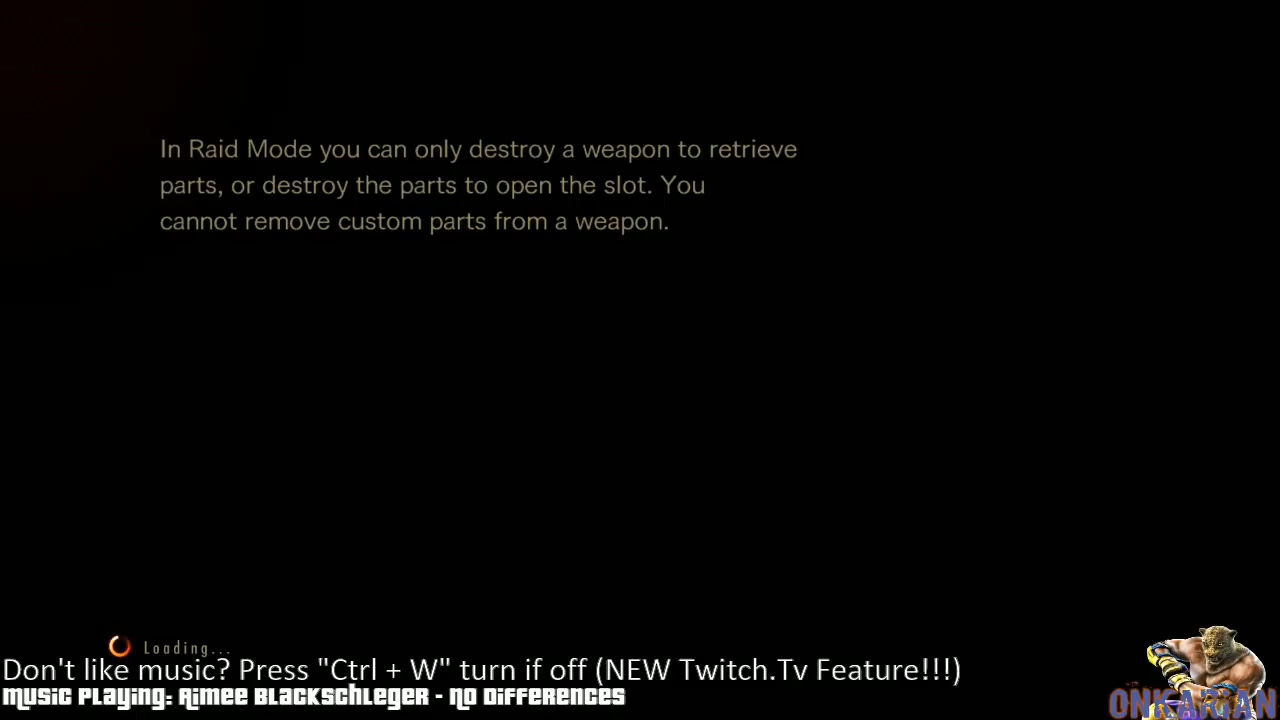 In Raid Mode you can only destroy a weapon to retrieve
parts, or destroy the parts to open the slot. You
cannot remove custom parts from a weapon.
Loading...
Don't like music? Press "Ctrl + W" turn if off (NEW Twitch.Tv Feature!!!)
Music Playing: Aimee Blackschleger - No Differences
ONKARIAN